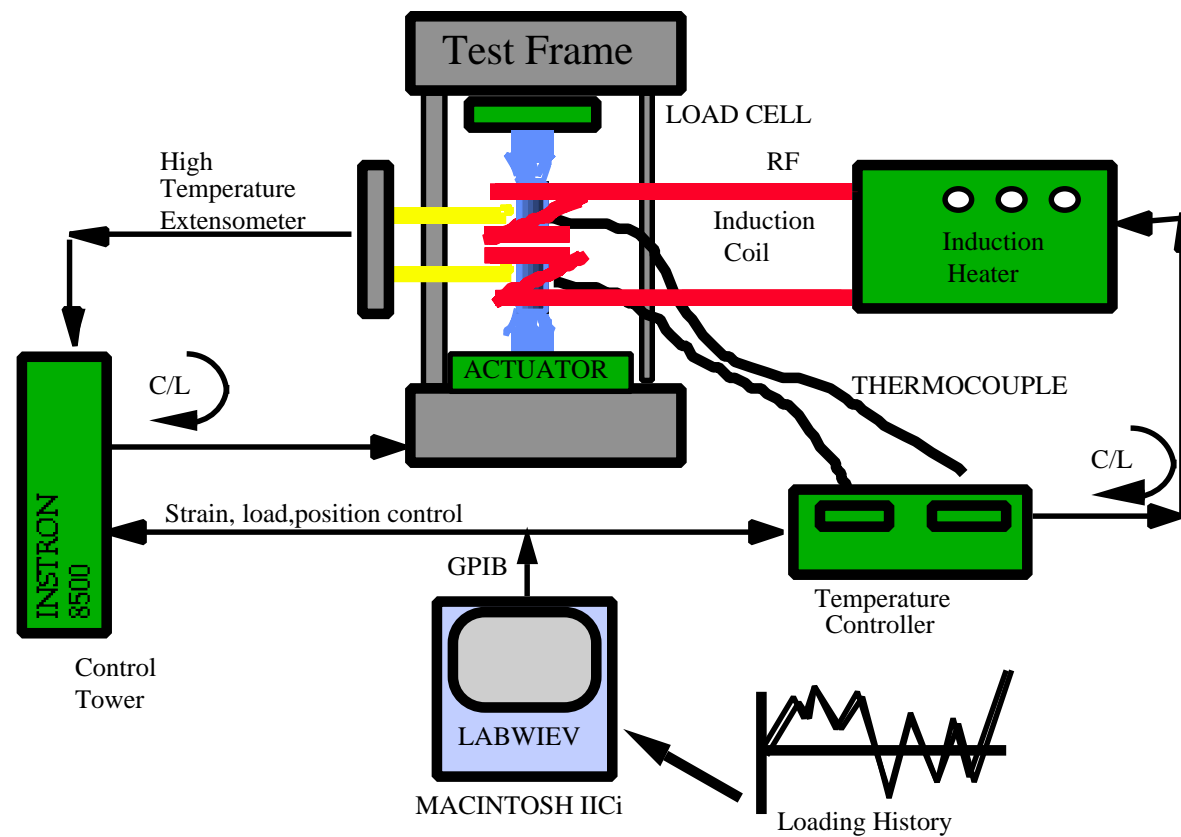 Test Frame
LOAD CELL
High
Temperature
Extensometer
RF
Induction
Coil
Induction
Heater
ACTUATOR
THERMOCOUPLE
C/L
C/L
INSTRON
8500
Strain, load,position control
GPIB
Temperature
Controller
Control
Tower
LABWIEV
MACINTOSH IICi
Loading History